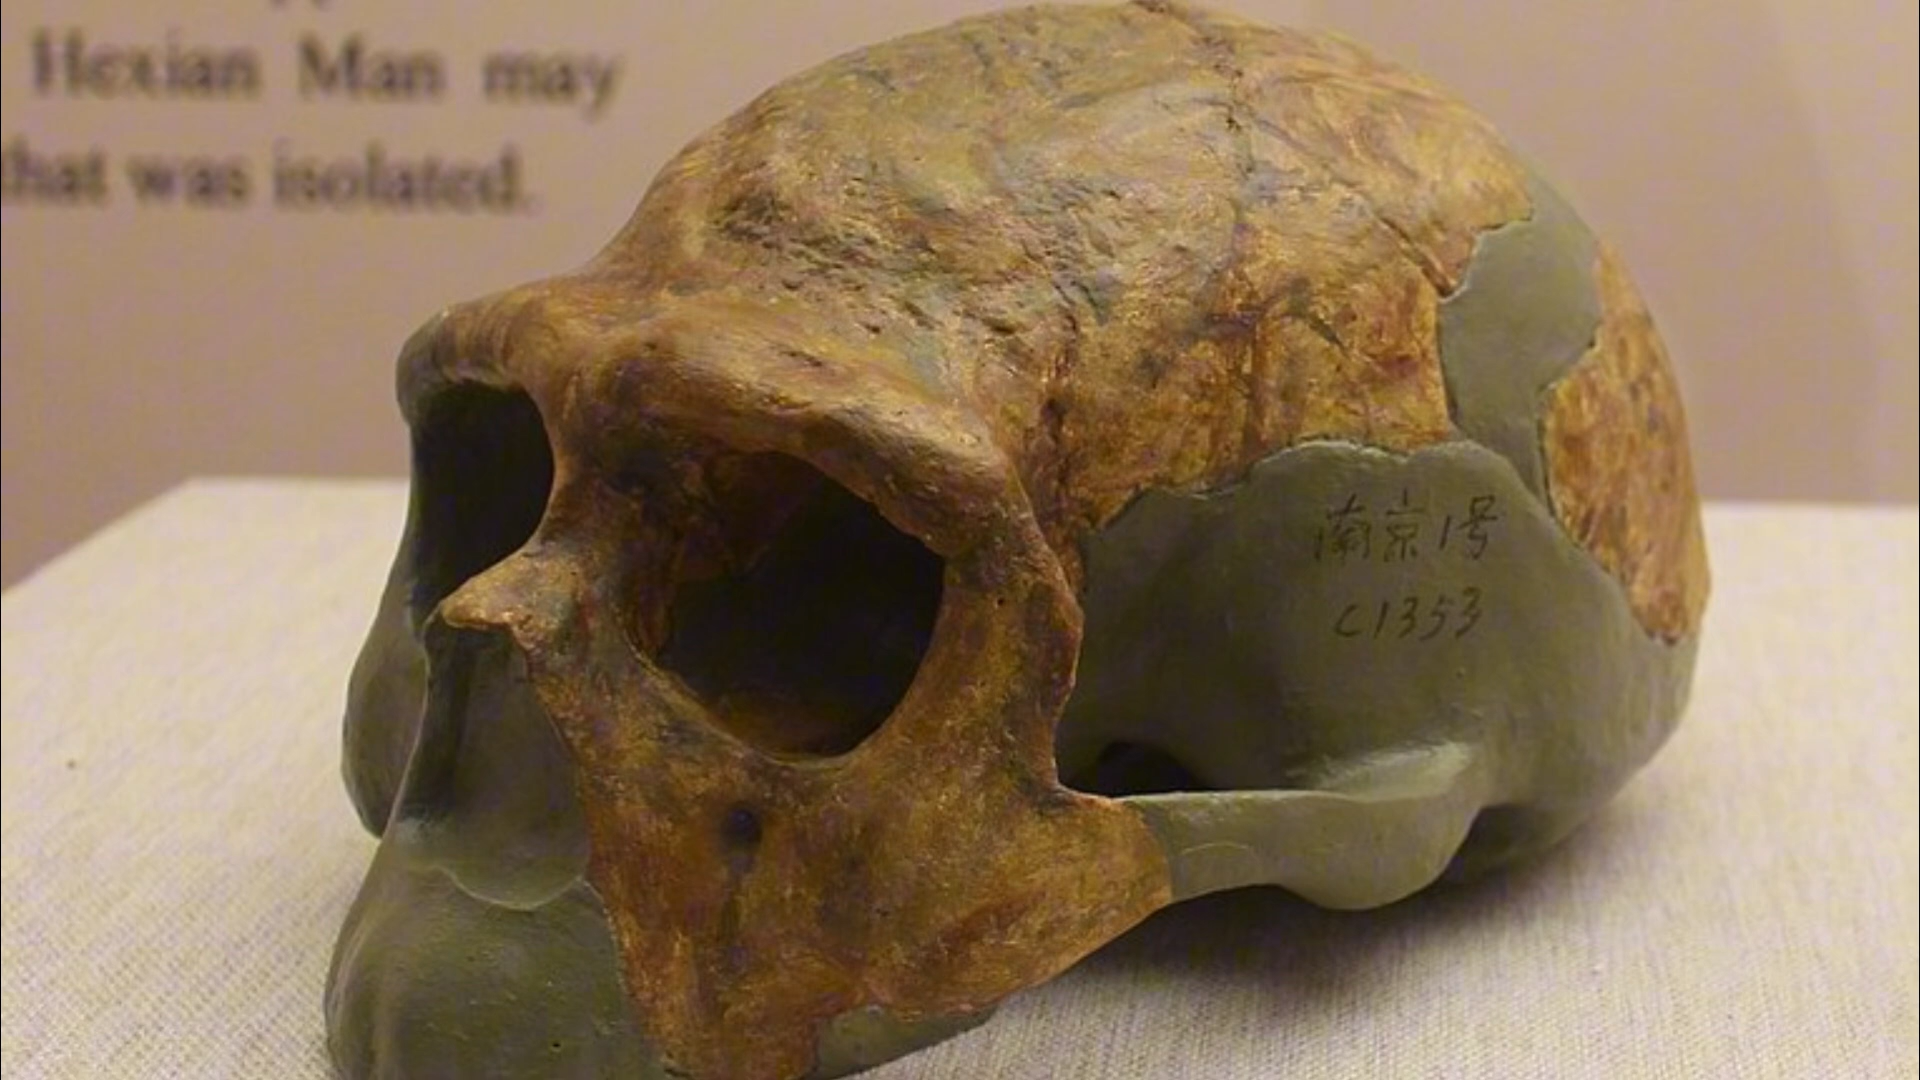 Hexian Man may
that was isolated.
南京1号
C1353